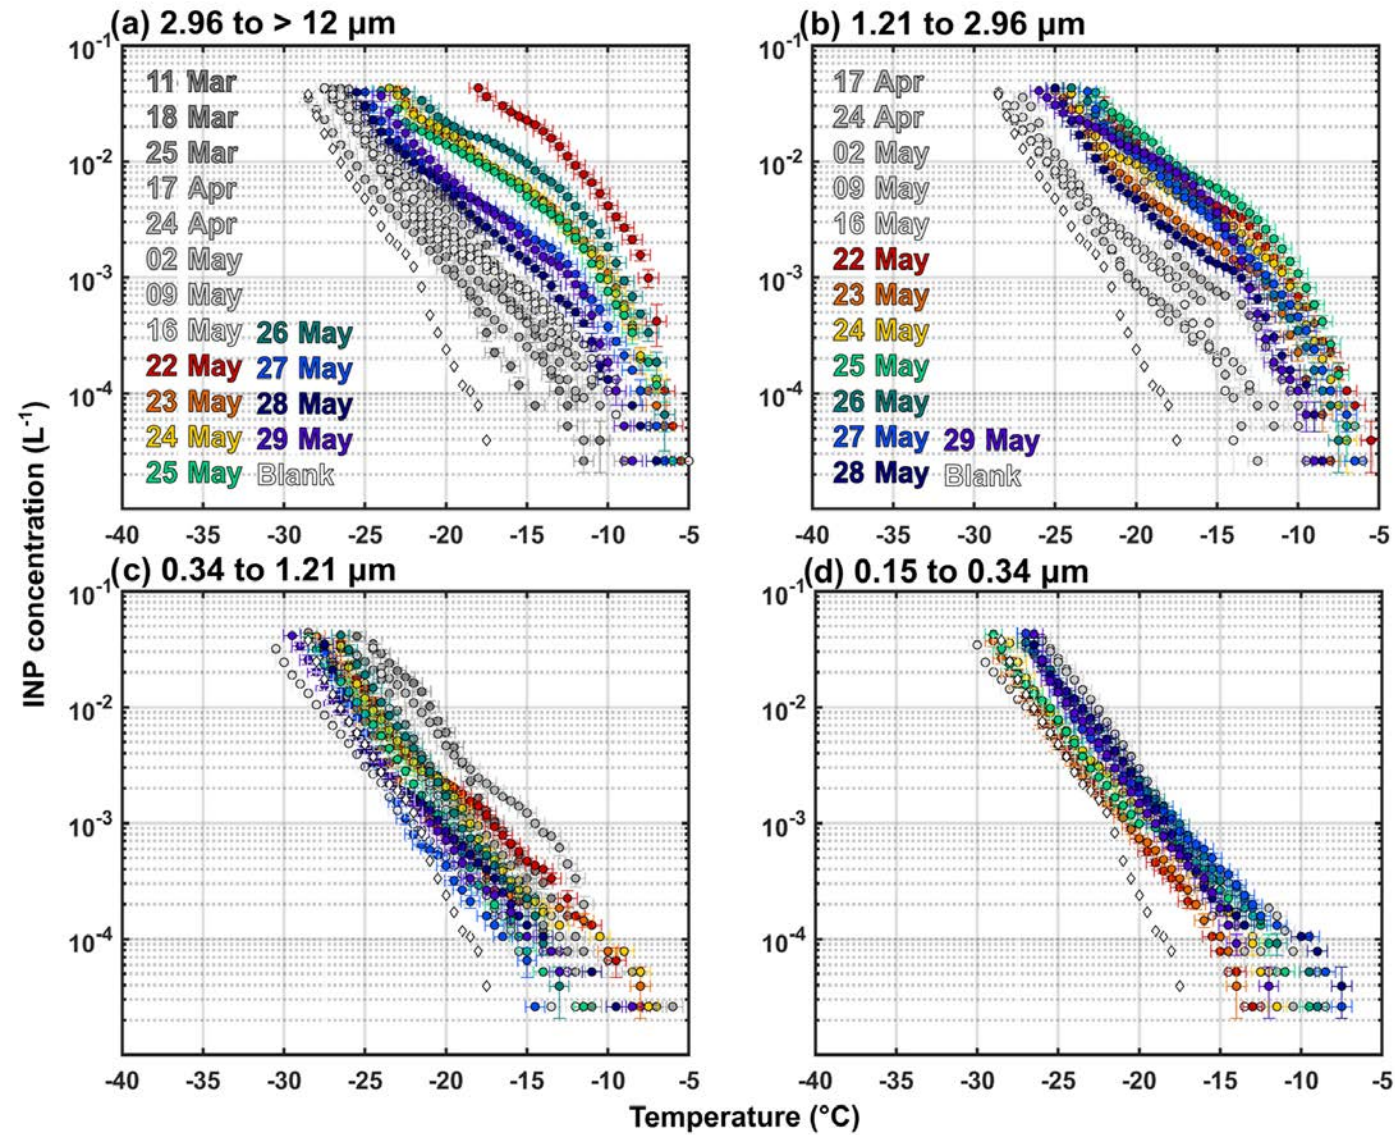 (a) 2.96 to > 12 µm
(b) 1.21 to 2.96 µm
10⁻¹
10⁻²
10⁻³
10⁻⁴
11 Mar
18 Mar
25 Mar
17 Apr
24 Apr
02 May
09 May
16 May
22 May
23 May
24 May
25 May
26 May
27 May
28 May
29 May
Blank
-40 -35 -30 -25 -20 -15 -10 -5
10⁻¹
10⁻²
10⁻³
10⁻⁴
17 Apr
24 Apr
02 May
09 May
16 May
22 May
23 May
24 May
25 May
26 May
27 May
28 May
29 May
Blank
-40 -35 -30 -25 -20 -15 -10 -5
INP concentration (L⁻¹)
(c) 0.34 to 1.21 µm
(d) 0.15 to 0.34 µm
10⁻¹
10⁻²
10⁻³
10⁻⁴
-40 -35 -30 -25 -20 -15 -10 -5
10⁻¹
10⁻²
10⁻³
10⁻⁴
-40 -35 -30 -25 -20 -15 -10 -5
Temperature (°C)